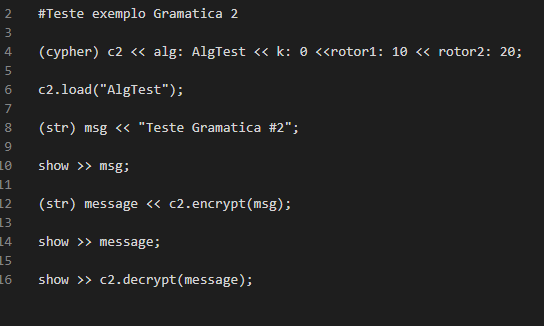 2 #Teste exemplo Gramatica 2
3
4 (cypher) c2 << alg: AlgTest << k: 0 <<rotor1: 10 << rotor2: 20;
5
6 c2.load("AlgTest");
7
8 (str) msg << "Teste Gramatica #2";
9
10 show >> msg;
11
12 (str) message << c2.encrypt(msg);
13
14 show >> message;
15
16 show >> c2.decrypt(message);